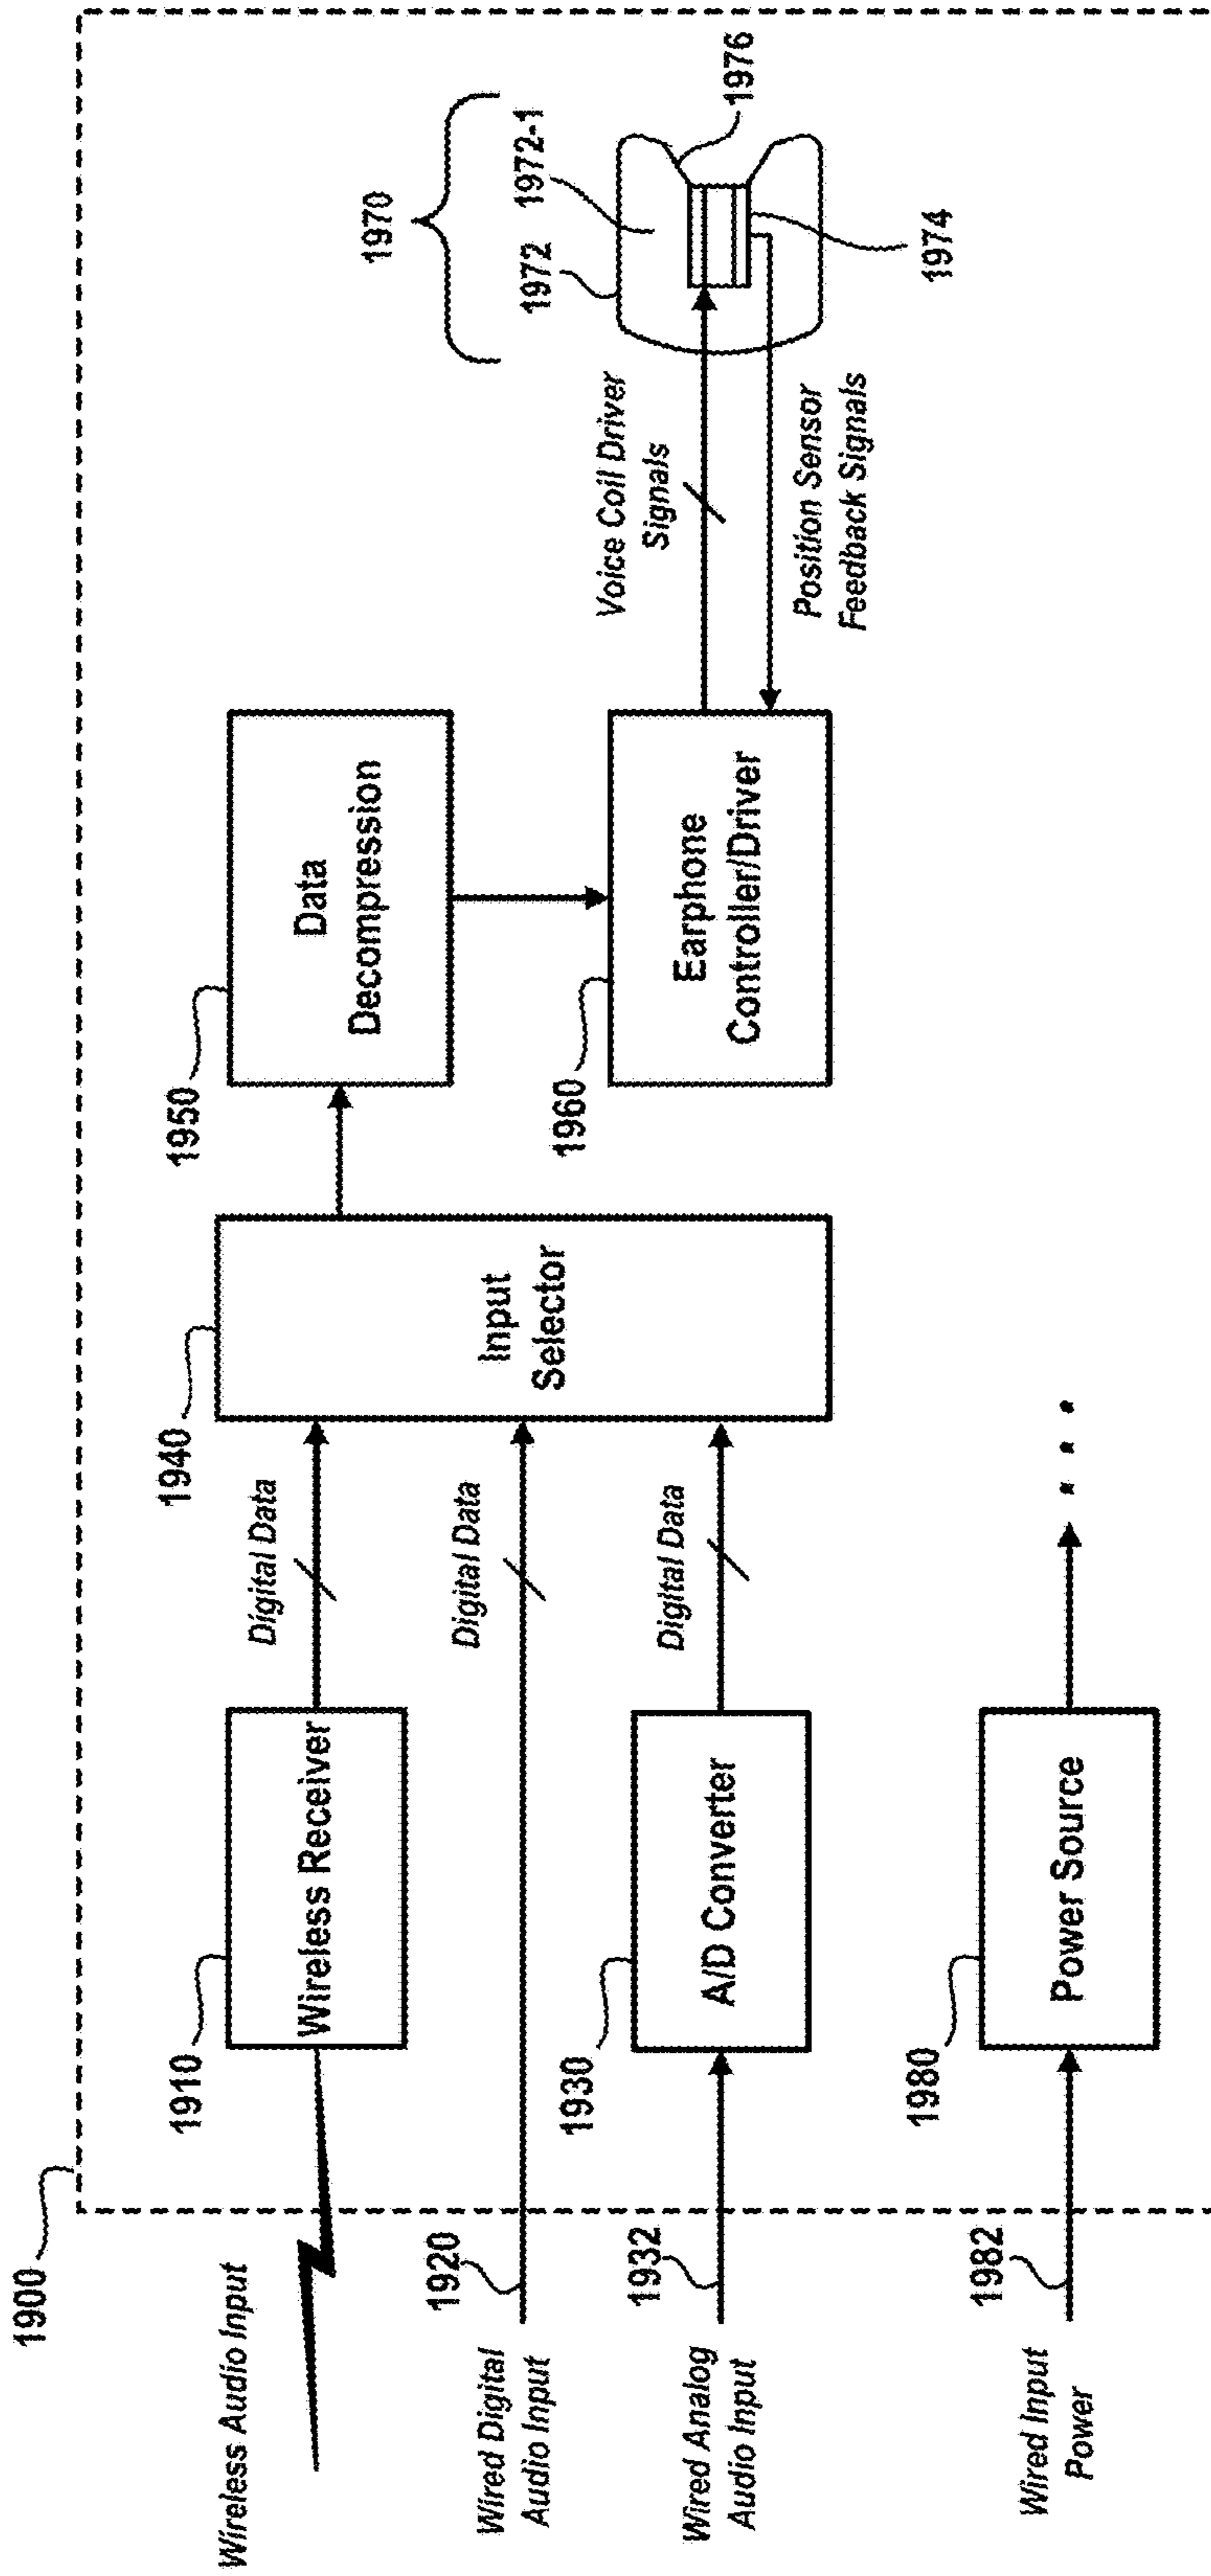 1900
Wireless Audio Input
1910
Wireless Receiver
Digital Data
1940
Input
Selector
1950
Data
Decompression
1970
1972
1972-1
1976
1974
Wired Digital
Audio Input
1920
Digital Data
1960
Earphone
Controller/Driver
Voice Coil Driver
Signals
Position Sensor
Feedback Signals
Wired Analog
Audio Input
1932
1930
A/D Converter
Digital Data
Wired Input
Power
1982
1980
Power Source